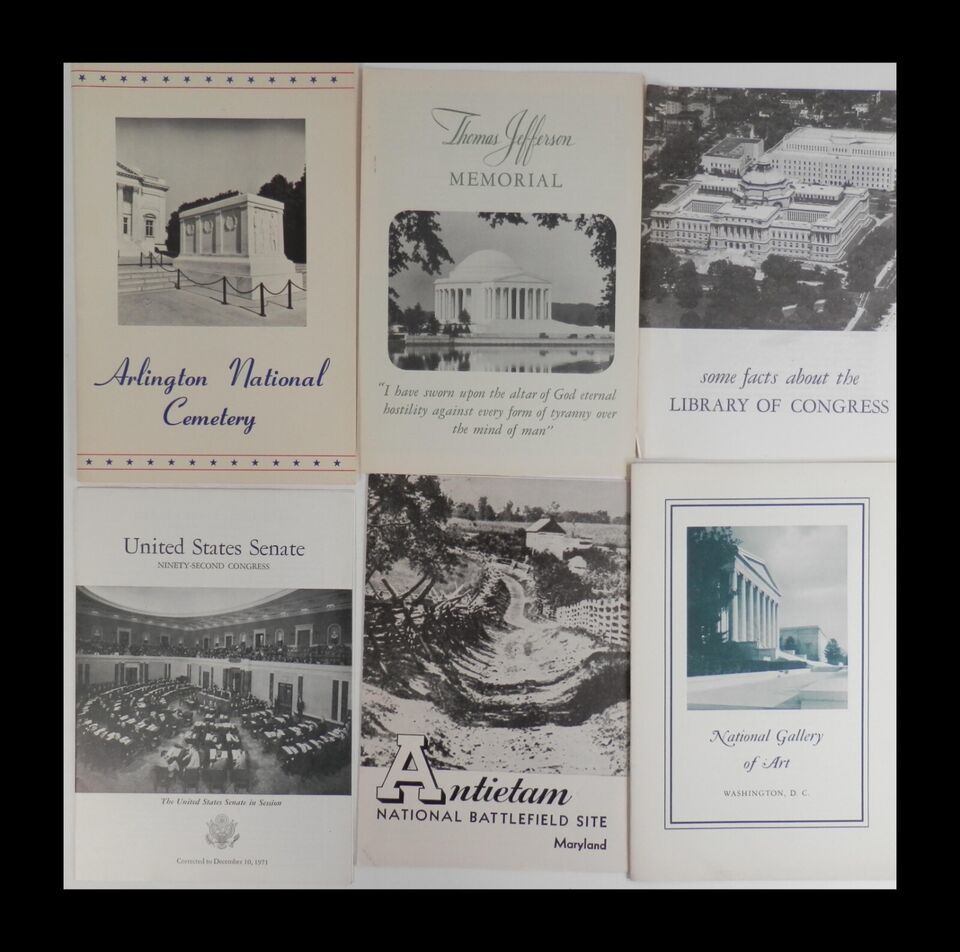 Arlington National
Cemetery
Thomas Jefferson
MEMORIAL
"I have sworn upon the altar of God eternal
hostility against every form of tyranny over
the mind of man"
some facts about the
LIBRARY OF CONGRESS
United States Senate
NINETY-SECOND CONGRESS
The United States Senate in Session
Corrected to December 10, 1971
Antietam
NATIONAL BATTLEFIELD SITE
Maryland
National Gallery
of Art
WASHINGTON, D. C.